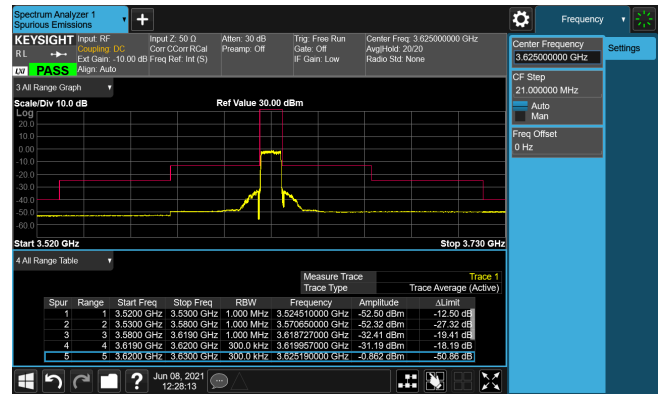 Spectrum Analyzer 1
Spurious Emissions
Frequency
KEYSIGHT
RL
LXI
PASS
Input: RF
Coupling: DC
Ext Gain: -10.00 dB
Align: Auto
Input Z: 50 Ω
Corr CCorr RCal
Freq Ref: Int (S)
Atten: 30 dB
Preamp: Off
Trig: Free Run
Gate: Off
IF Gain: Low
Center Freq: 3.625000000 GHz
Avg|Hold: 20/20
Radio Std: None
Center Frequency
3.625000000 GHz
Settings
CF Step
21.000000 MHz
Auto
Man
Freq Offset
0 Hz
3 All Range Graph
Scale/Div 10.0 dB
Ref Value 30.00 dBm
Log
20.0
10.0
0.00
-10.0
-20.0
-30.0
-40.0
-50.0
-60.0
Start 3.520 GHz
Stop 3.730 GHz
4 All Range Table
Measure Trace Trace 1
Trace Type Trace Average (Active)
Spur Range Start Freq Stop Freq RBW Frequency Amplitude ΔLimit
1 1 3.5200 GHz 3.5300 GHz 1.000 MHz 3.524510000 GHz -52.50 dBm -12.50 dB
2 2 3.5300 GHz 3.5800 GHz 1.000 MHz 3.570650000 GHz -52.32 dBm -27.32 dB
3 3 3.5800 GHz 3.6190 GHz 1.000 MHz 3.618727000 GHz -32.41 dBm -19.41 dB
4 4 3.6190 GHz 3.6200 GHz 300.0 kHz 3.619957000 GHz -31.19 dBm -18.19 dB
5 5 3.6200 GHz 3.6300 GHz 300.0 kHz 3.625190000 GHz -0.862 dBm -50.86 dB
Jun 08, 2021
12:28:13